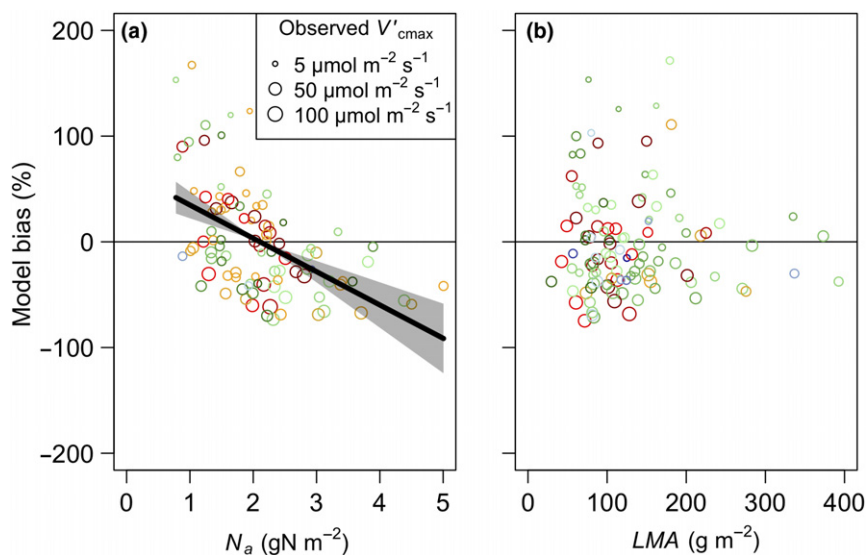 (a)
Observed V'cmax
5 µmol m−2 s−1
50 µmol m−2 s−1
100 µmol m−2 s−1
(b)
Model bias (%)
200
100
0
−100
−200
0 1 2 3 4 5
0 100 200 300 400
Na (gN m−2)
LMA (g m−2)